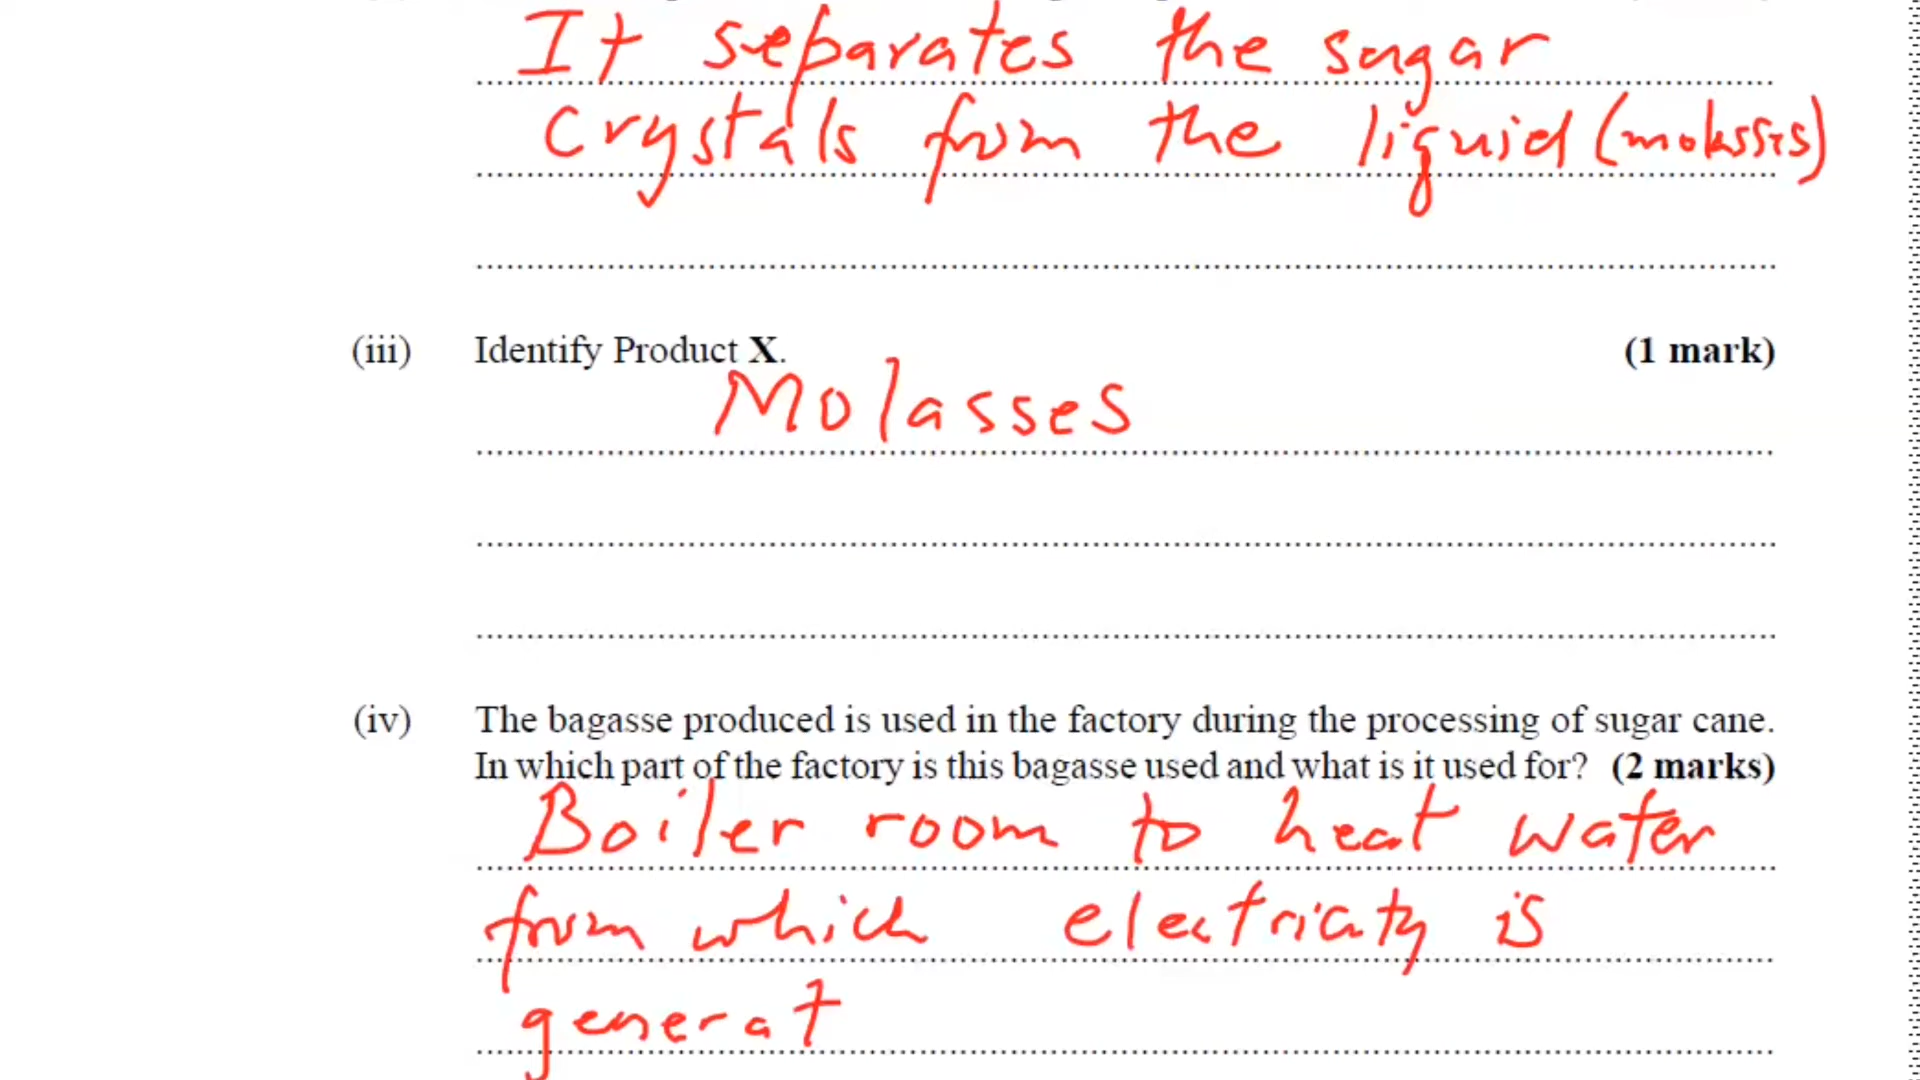 It separates the sugar
crystals from the liquid (molassis)
(iii) Identify Product X. (1 mark)
Molasses
(iv) The bagasse produced is used in the factory during the processing of sugar cane.
In which part of the factory is this bagasse used and what is it used for? (2 marks)
Boiler room to heat water
from which electricity is
generat